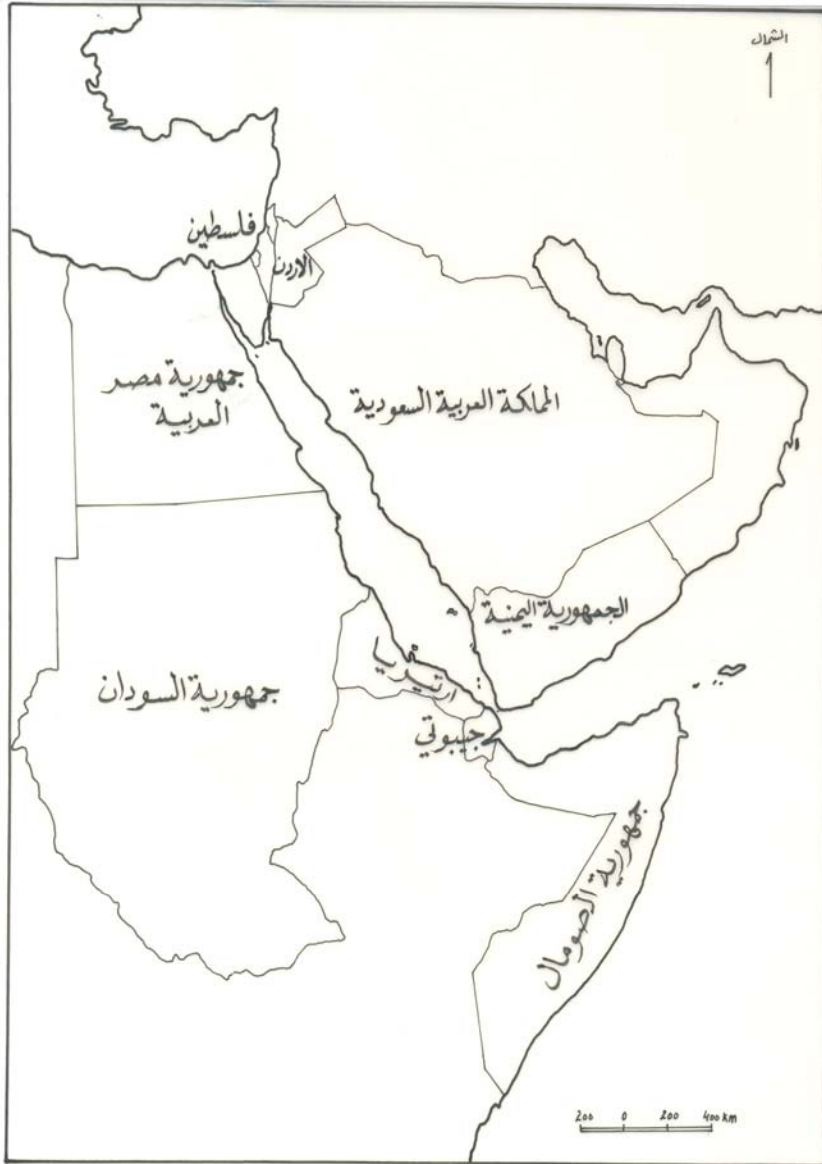 الشمال
فلسطين
الاردن
جمهورية مصر
العربية
المملكة العربية السعودية
الجمهورية اليمنية
ارتيريا
جمهورية السودان
جيبوتي
جمهورية الصومال
200 0 200 400 km